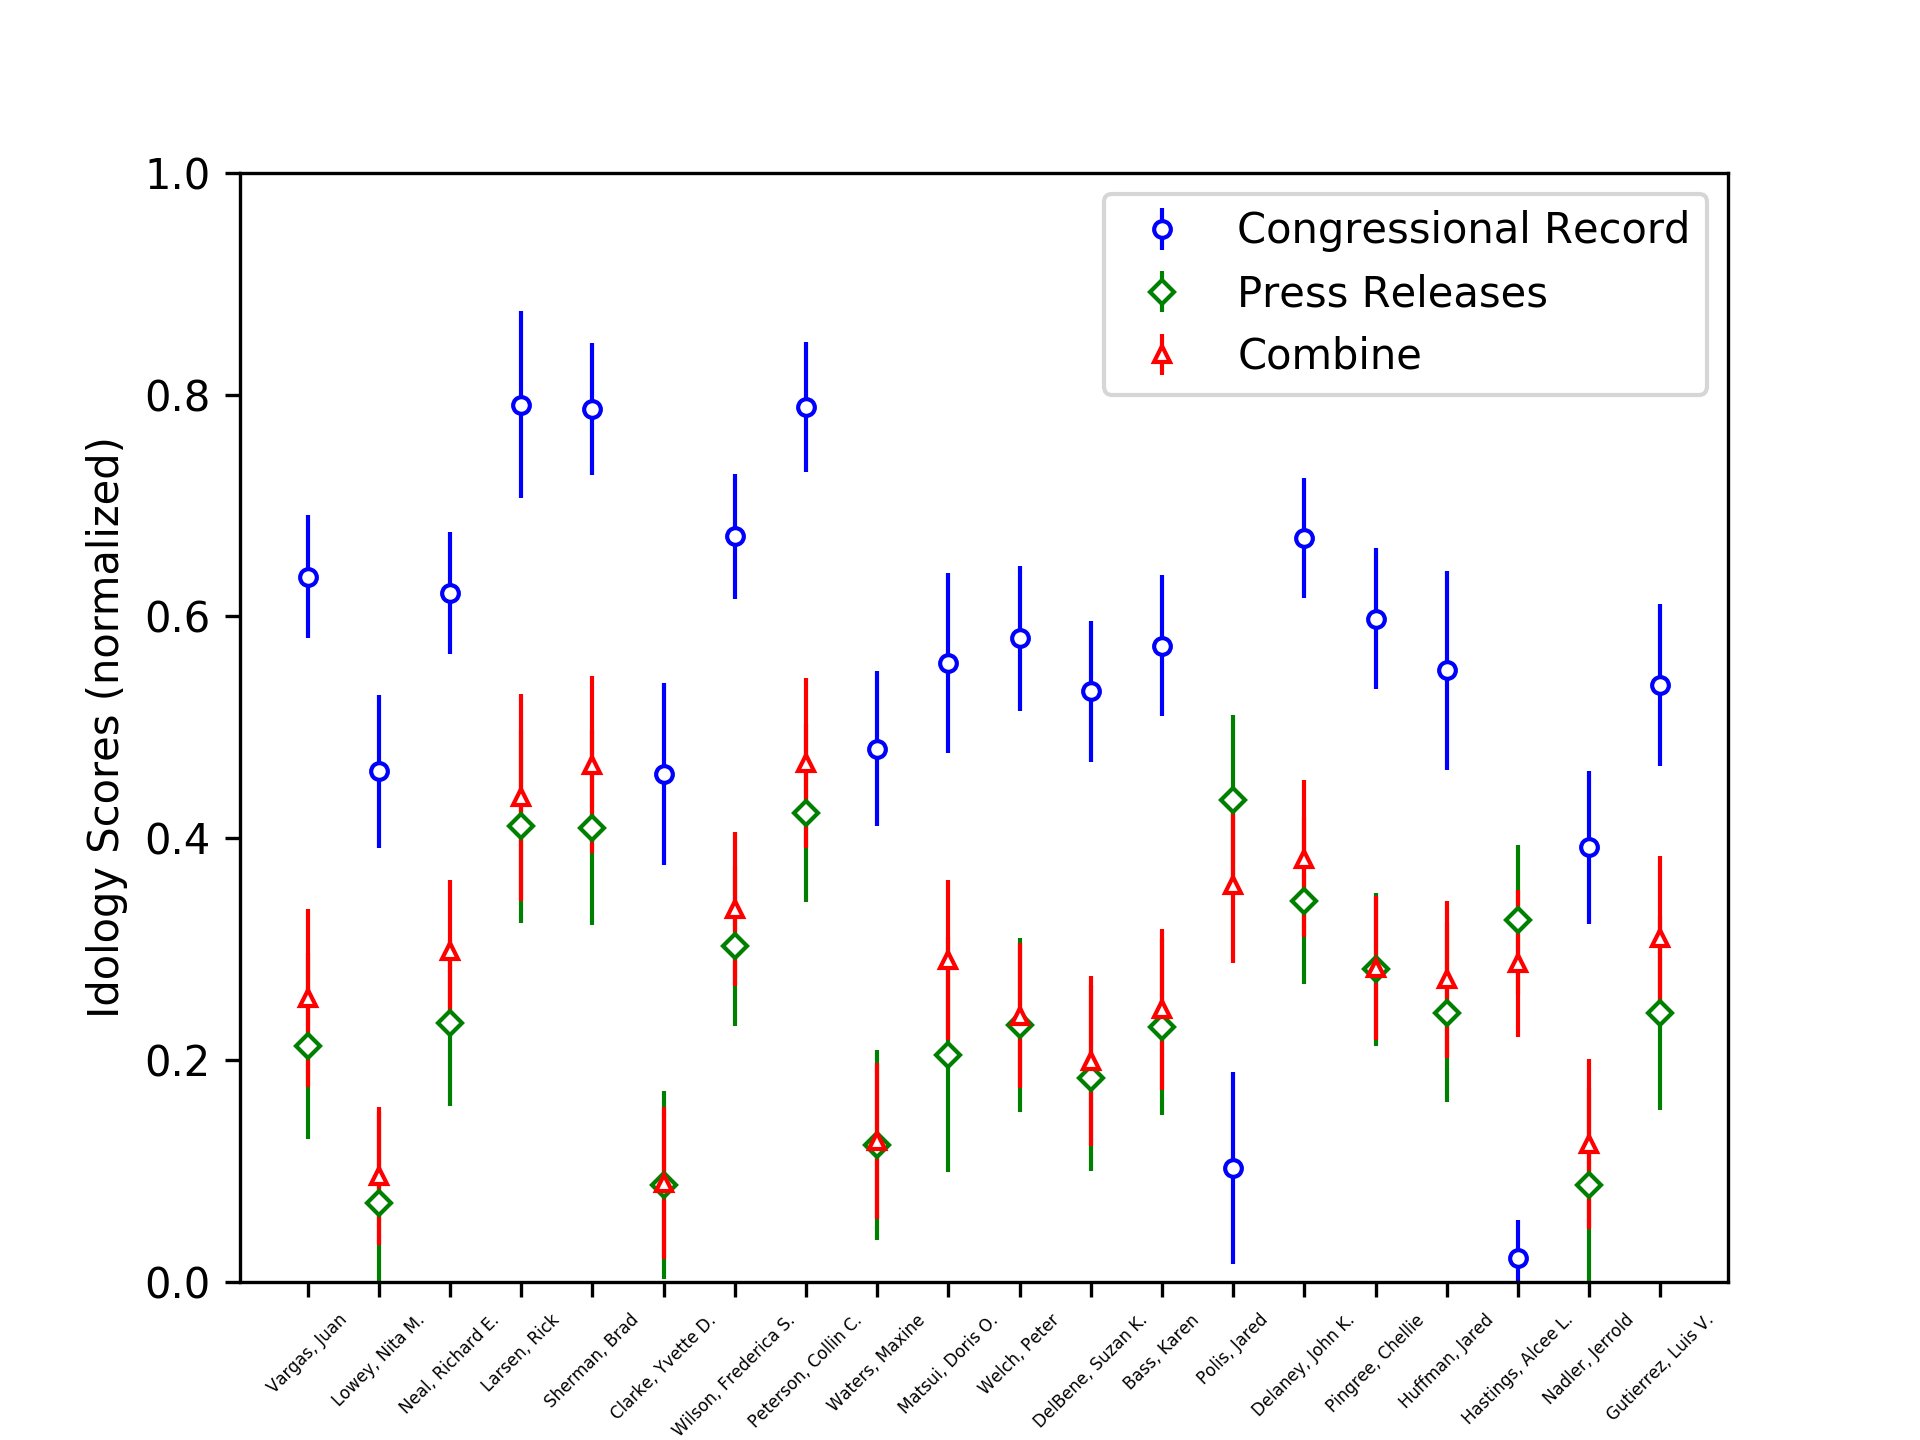 1.0
0.8
0.6
0.4
0.2
0.0
Idology Scores (normalized)
Congressional Record
Press Releases
Combine
Vargas, Juan
Lowey, Nita M.
Neal, Richard E.
Larsen, Rick
Sherman, Brad
Clarke, Yvette D.
Wilson, Frederica S.
Peterson, Collin C.
Waters, Maxine
Matsui, Doris O.
Welch, Peter
DelBene, Suzan K.
Bass, Karen
Polis, Jared
Delaney, John K.
Pingree, Chellie
Huffman, Jared
Hastings, Alcee L.
Nadler, Jerrold
Gutierrez, Luis V.